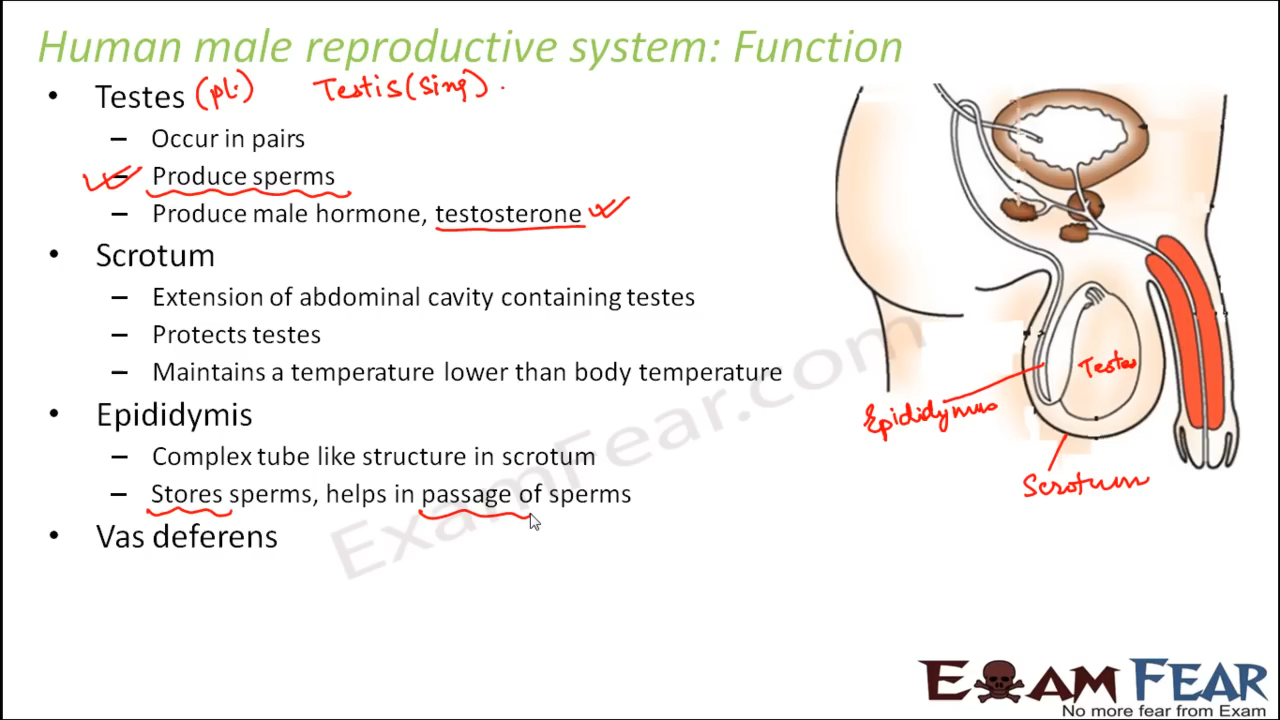 Human male reproductive system: Function
• Testes (pl.) Testis (sing).
– Occur in pairs
– Produce sperms
– Produce male hormone, testosterone
• Scrotum
– Extension of abdominal cavity containing testes
– Protects testes
– Maintains a temperature lower than body temperature
• Epididymis
– Complex tube like structure in scrotum
– Stores sperms, helps in passage of sperms
• Vas deferens
Testes
Epididymus
Scrotum
ExamFear.com
EXAM FEAR
No more fear from Exam